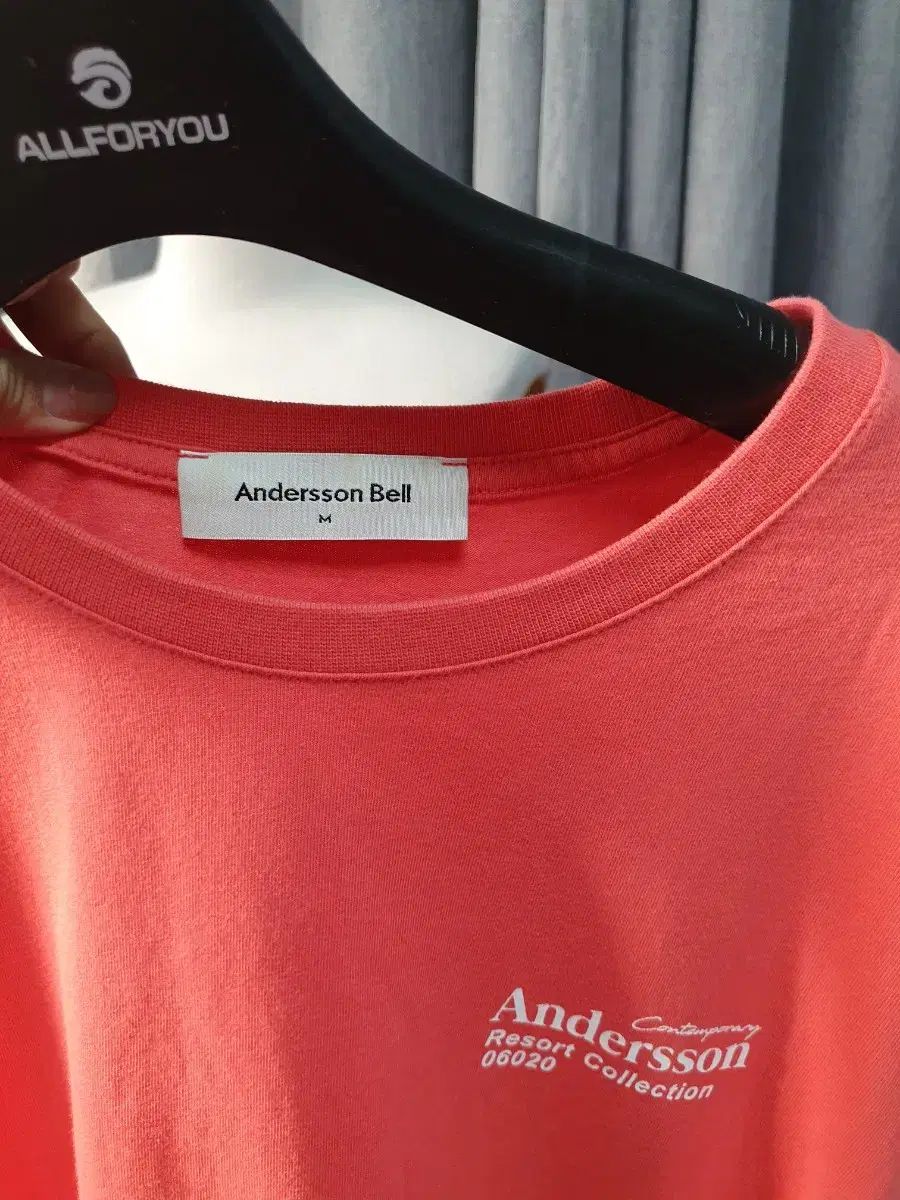 ALLFORYOU
Andersson Bell
M
Contemporary
Andersson
Resort Collection
06020